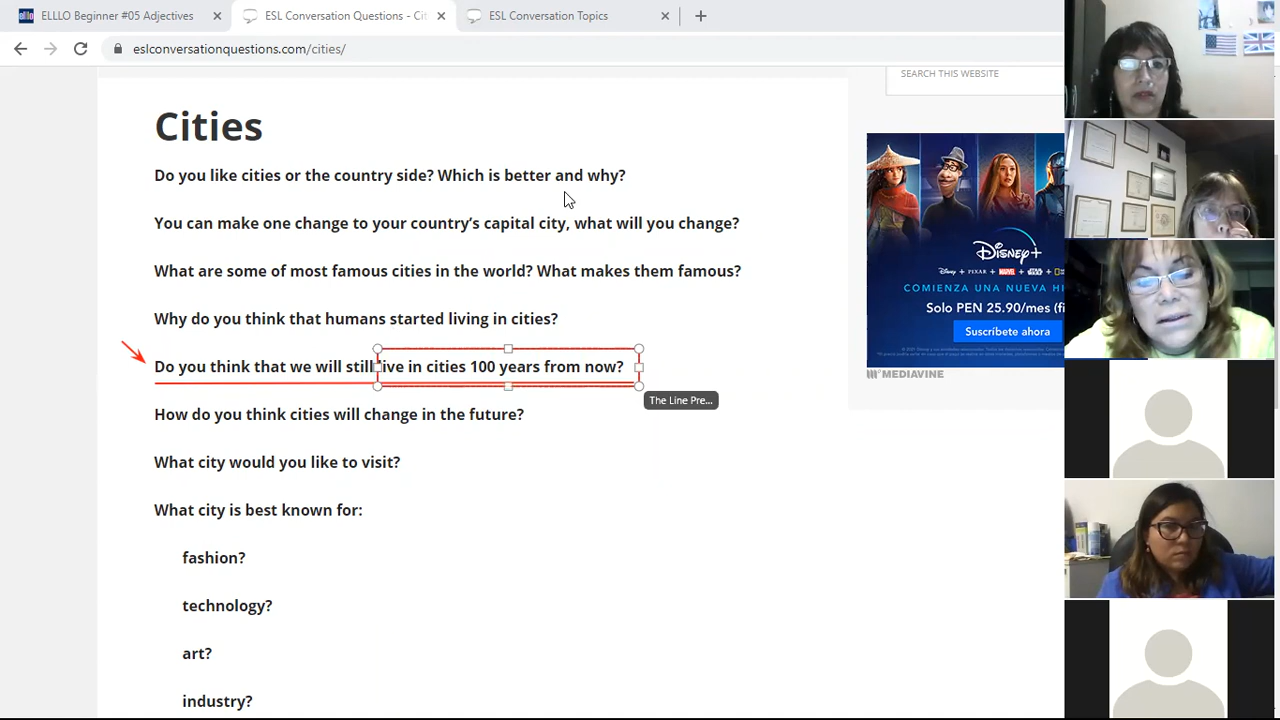 ELLLO Beginner #05 Adjectives
ESL Conversation Questions - Cit
ESL Conversation Topics
eslconversationquestions.com/cities/
SEARCH THIS WEBSITE
Cities
Do you like cities or the country side? Which is better and why?
You can make one change to your country's capital city, what will you change?
What are some of most famous cities in the world? What makes them famous?
Why do you think that humans started living in cities?
Do you think that we will still live in cities 100 years from now?
The Line Pre...
How do you think cities will change in the future?
What city would you like to visit?
What city is best known for:
fashion?
technology?
art?
industry?
Disney+
Disney+ PIXAR MARVEL STAR WARS
COMIENZA UNA NUEVA HI
Solo PEN 25.90/mes (fi
Suscríbete ahora
MEDIAVINE